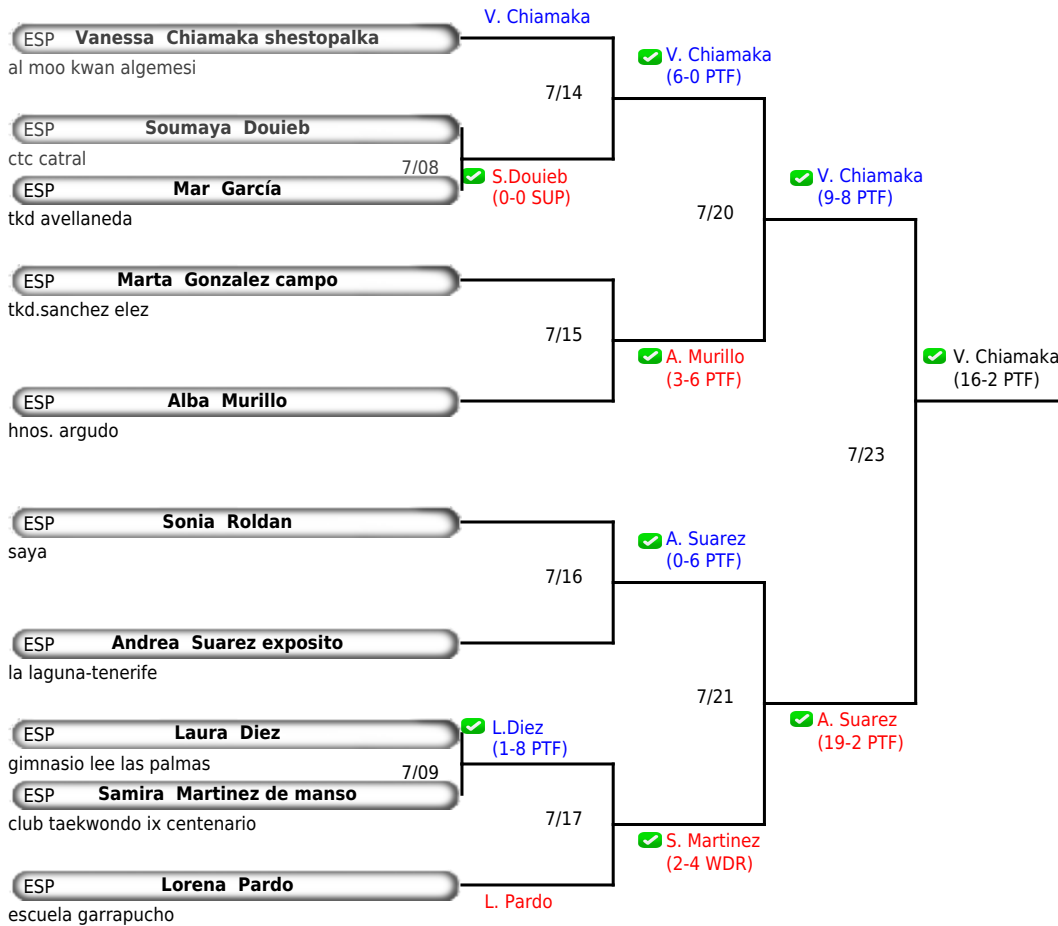 V. Chiamaka
ESP Vanessa Chiamaka shestopalka
al moo kwan algemesi
V. Chiamaka
(6-0 PTF)
7/14
ESP Soumaya Douieb
ctc catral
7/08
S.Douieb
(0-0 SUP)
ESP Mar García
tkd avellaneda
V. Chiamaka
(9-8 PTF)
7/20
ESP Marta Gonzalez campo
tkd.sanchez elez
7/15
A. Murillo
(3-6 PTF)
V. Chiamaka
(16-2 PTF)
ESP Alba Murillo
hnos. argudo
7/23
ESP Sonia Roldan
saya
A. Suarez
(0-6 PTF)
7/16
ESP Andrea Suarez exposito
la laguna-tenerife
7/21
A. Suarez
(19-2 PTF)
ESP Laura Diez
gimnasio lee las palmas
L.Diez
(1-8 PTF)
7/09
ESP Samira Martinez de manso
club taekwondo ix centenario
7/17
S. Martinez
(2-4 WDR)
ESP Lorena Pardo
escuela garrapucho
L. Pardo